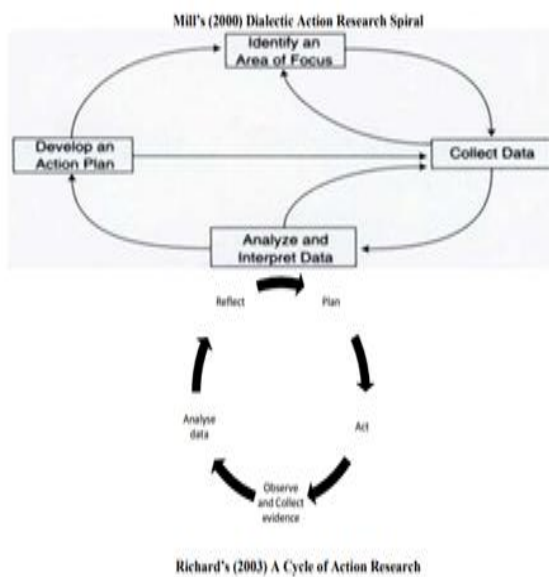 Mill's (2000) Dialectic Action Research Spiral
Identify an
Area of Focus
Develop an
Action Plan
Collect Data
Analyze and
Interpret Data
Reflect
Plan
Analyse
data
Act
Observe
and Collect
evidence
Richard's (2003) A Cycle of Action Research